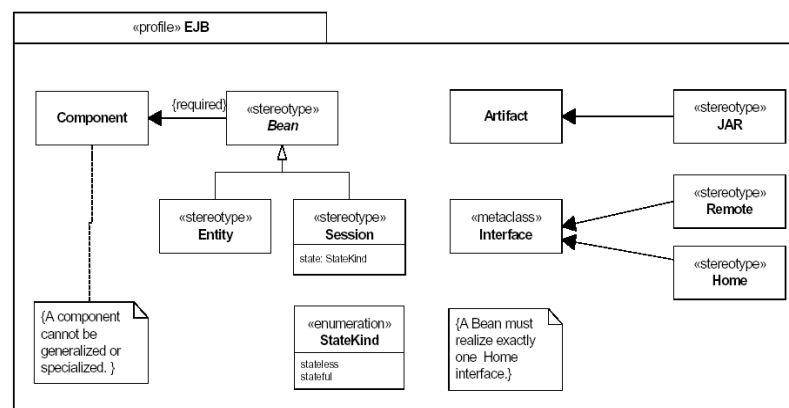 «profile» EJB
Component
{required}
«stereotype»
Bean
Artifact
«stereotype»
JAR
«stereotype»
Entity
«stereotype»
Session
state: StateKind
«metaclass»
Interface
«stereotype»
Remote
«stereotype»
Home
{A component
cannot be
generalized or
specialized. }
«enumeration»
StateKind
stateless
stateful
{A Bean must
realize exactly
one Home
interface.}